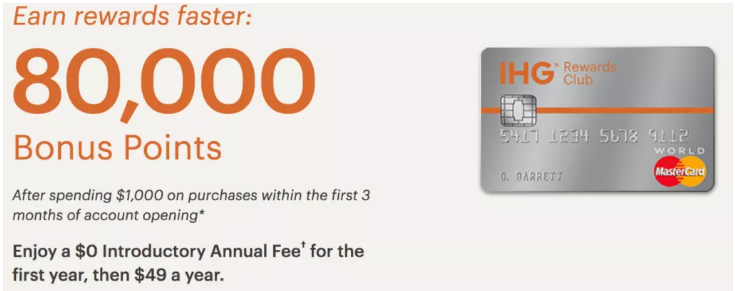 Earn rewards faster:
80,000
Bonus Points
After spending $1,000 on purchases within the first 3
months of account opening*
Enjoy a $0 Introductory Annual Fee† for the
first year, then $49 a year.
IHG® Rewards
Club
5417 1234 5678 9112
WORLD
MasterCard
D. BARRETT